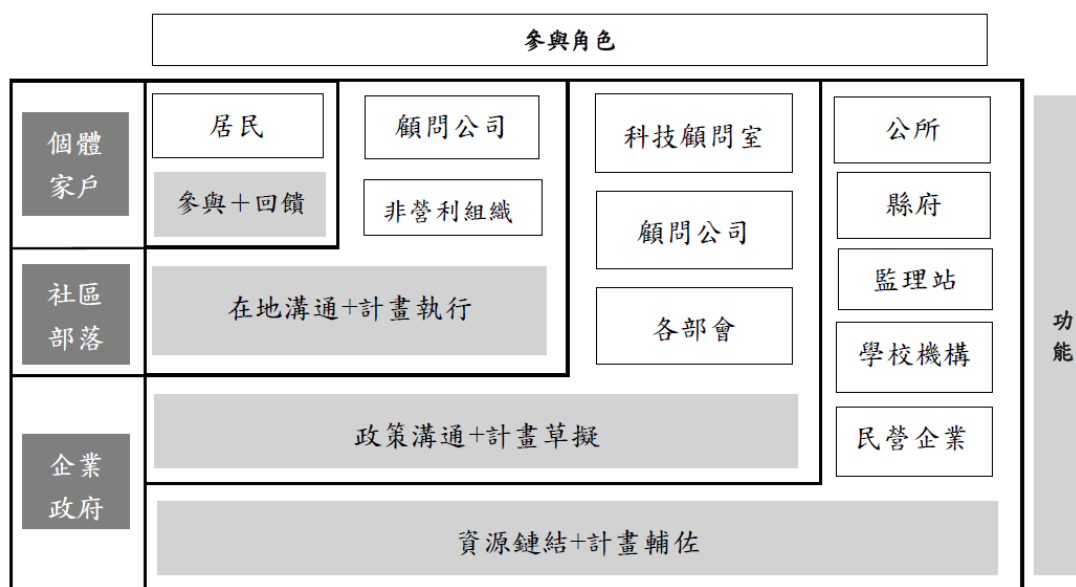 參與角色
個體
家戶
居民
參與＋回饋
顧問公司
非營利組織
科技顧問室
顧問公司
各部會
公所
縣府
監理站
學校機構
民營企業
社區
部落
在地溝通+計畫執行
企業
政府
政策溝通+計畫草擬
資源鏈結+計畫輔佐
功
能